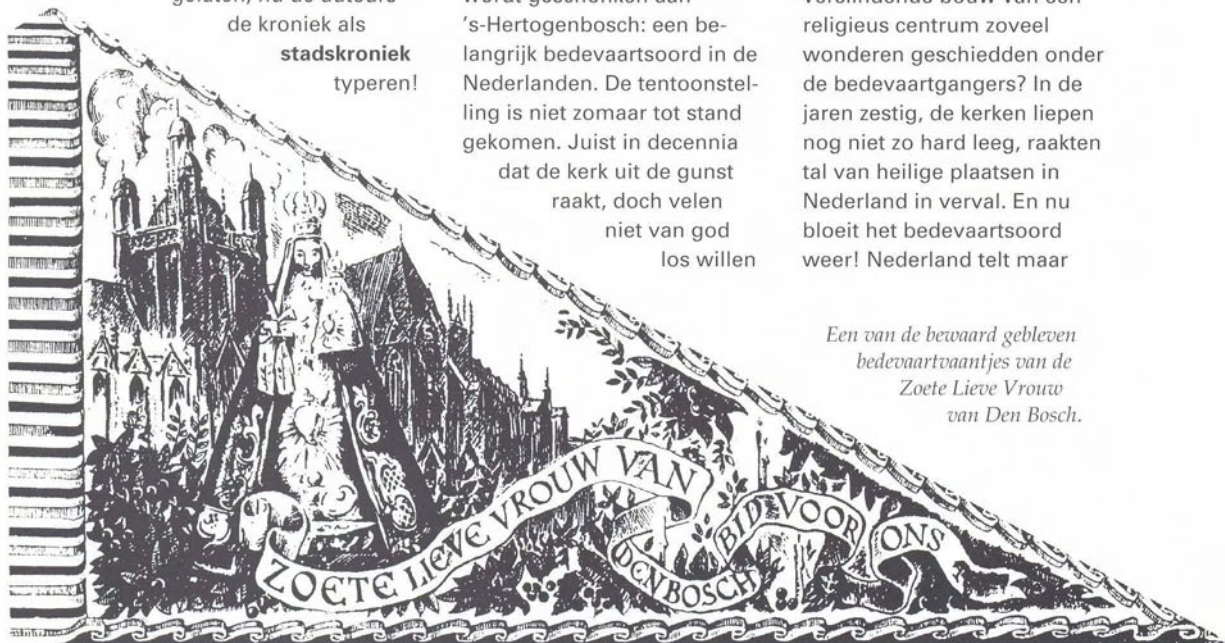 de kroniek als
stadskroniek
typeren!
's-Hertogenbosch: een be-
langrijk bedevaartsoord in de
Nederlanden. De tentoonstel-
ling is niet zomaar tot stand
gekomen. Juist in decennia
dat de kerk uit de gunst
raakt, doch velen
niet van god
los willen
religieus centrum zoveel
wonderen geschiedden onder
de bedevaartgangers? In de
jaren zestig, de kerken liepen
nog niet zo hard leeg, raakten
tal van heilige plaatsen in
Nederland in verval. En nu
bloeit het bedevaartsoord
weer! Nederland telt maar
Een van de bewaard gebleven
bedevaartvaantjes van de
Zoete Lieve Vrouw
van Den Bosch.
ZOETE LIEVE VROUW VAN
DENBOSCH
BID VOOR ONS